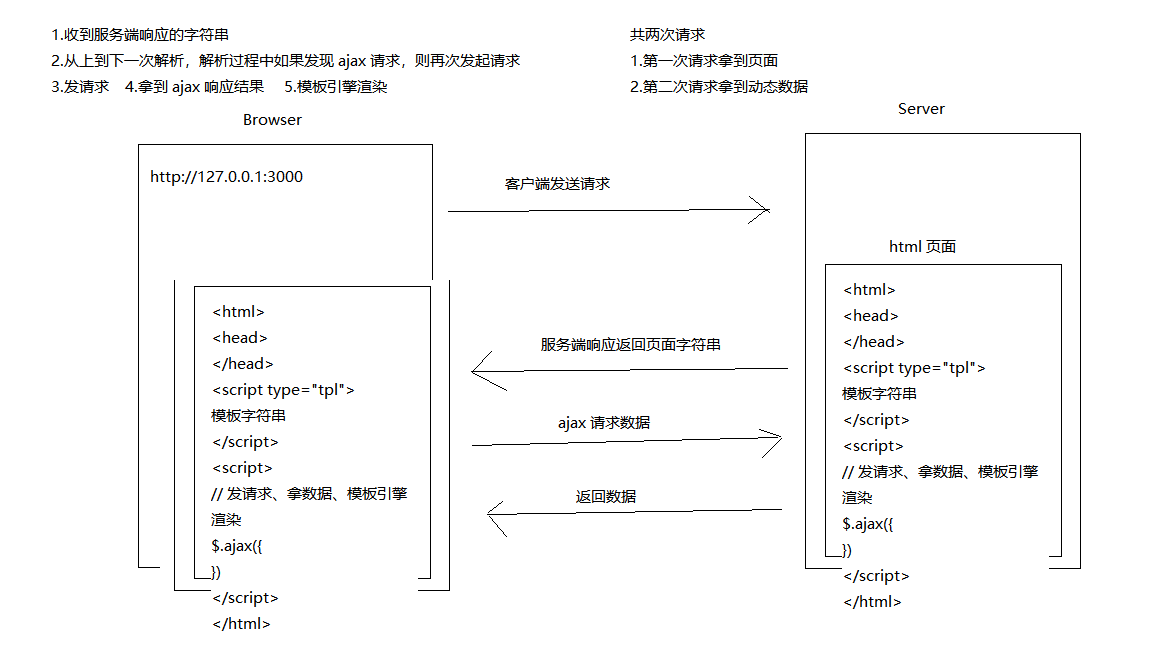 1.收到服务端响应的字符串
2.从上到下一次解析，解析过程中如果发现 ajax 请求，则再次发起请求
3.发请求 4.拿到 ajax 响应结果 5.模板引擎渲染
共两次请求
1.第一次请求拿到页面
2.第二次请求拿到动态数据
Browser
http://127.0.0.1:3000
<html>
<head>
</head>
<script type="tpl">
模板字符串
</script>
<script>
// 发请求、拿数据、模板引擎
渲染
$.ajax({
})
</script>
</html>
客户端发送请求
服务端响应返回页面字符串
ajax 请求数据
返回数据
Server
html 页面
<html>
<head>
</head>
<script type="tpl">
模板字符串
</script>
<script>
// 发请求、拿数据、模板引擎
渲染
$.ajax({
})
</script>
</html>